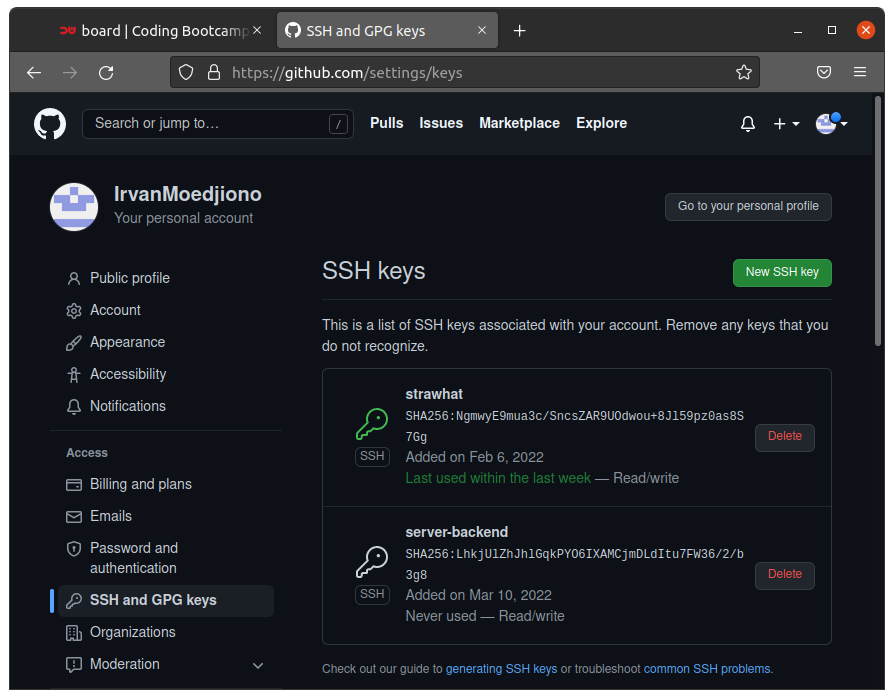 board | Coding Bootcamp
SSH and GPG keys
https://github.com/settings/keys
Search or jump to…
/
Pulls
Issues
Marketplace
Explore
IrvanMoedjiono
Your personal account
Go to your personal profile
Public profile
Account
Appearance
Accessibility
Notifications
Access
Billing and plans
Emails
Password and
authentication
SSH and GPG keys
Organizations
Moderation
SSH keys
New SSH key
This is a list of SSH keys associated with your account. Remove any keys that you
do not recognize.
strawhat
SHA256:NgmwyE9mua3c/SncsZAR9UOdwou+8Jl59pz0as8S
7Gg
SSH
Added on Feb 6, 2022
Last used within the last week — Read/write
Delete
server-backend
SHA256:LhkjUlZhJhlGqkPYO6IXAMCjmDLdItu7FW36/2/b
3g8
SSH
Added on Mar 10, 2022
Never used — Read/write
Delete
Check out our guide to generating SSH keys or troubleshoot common SSH problems.